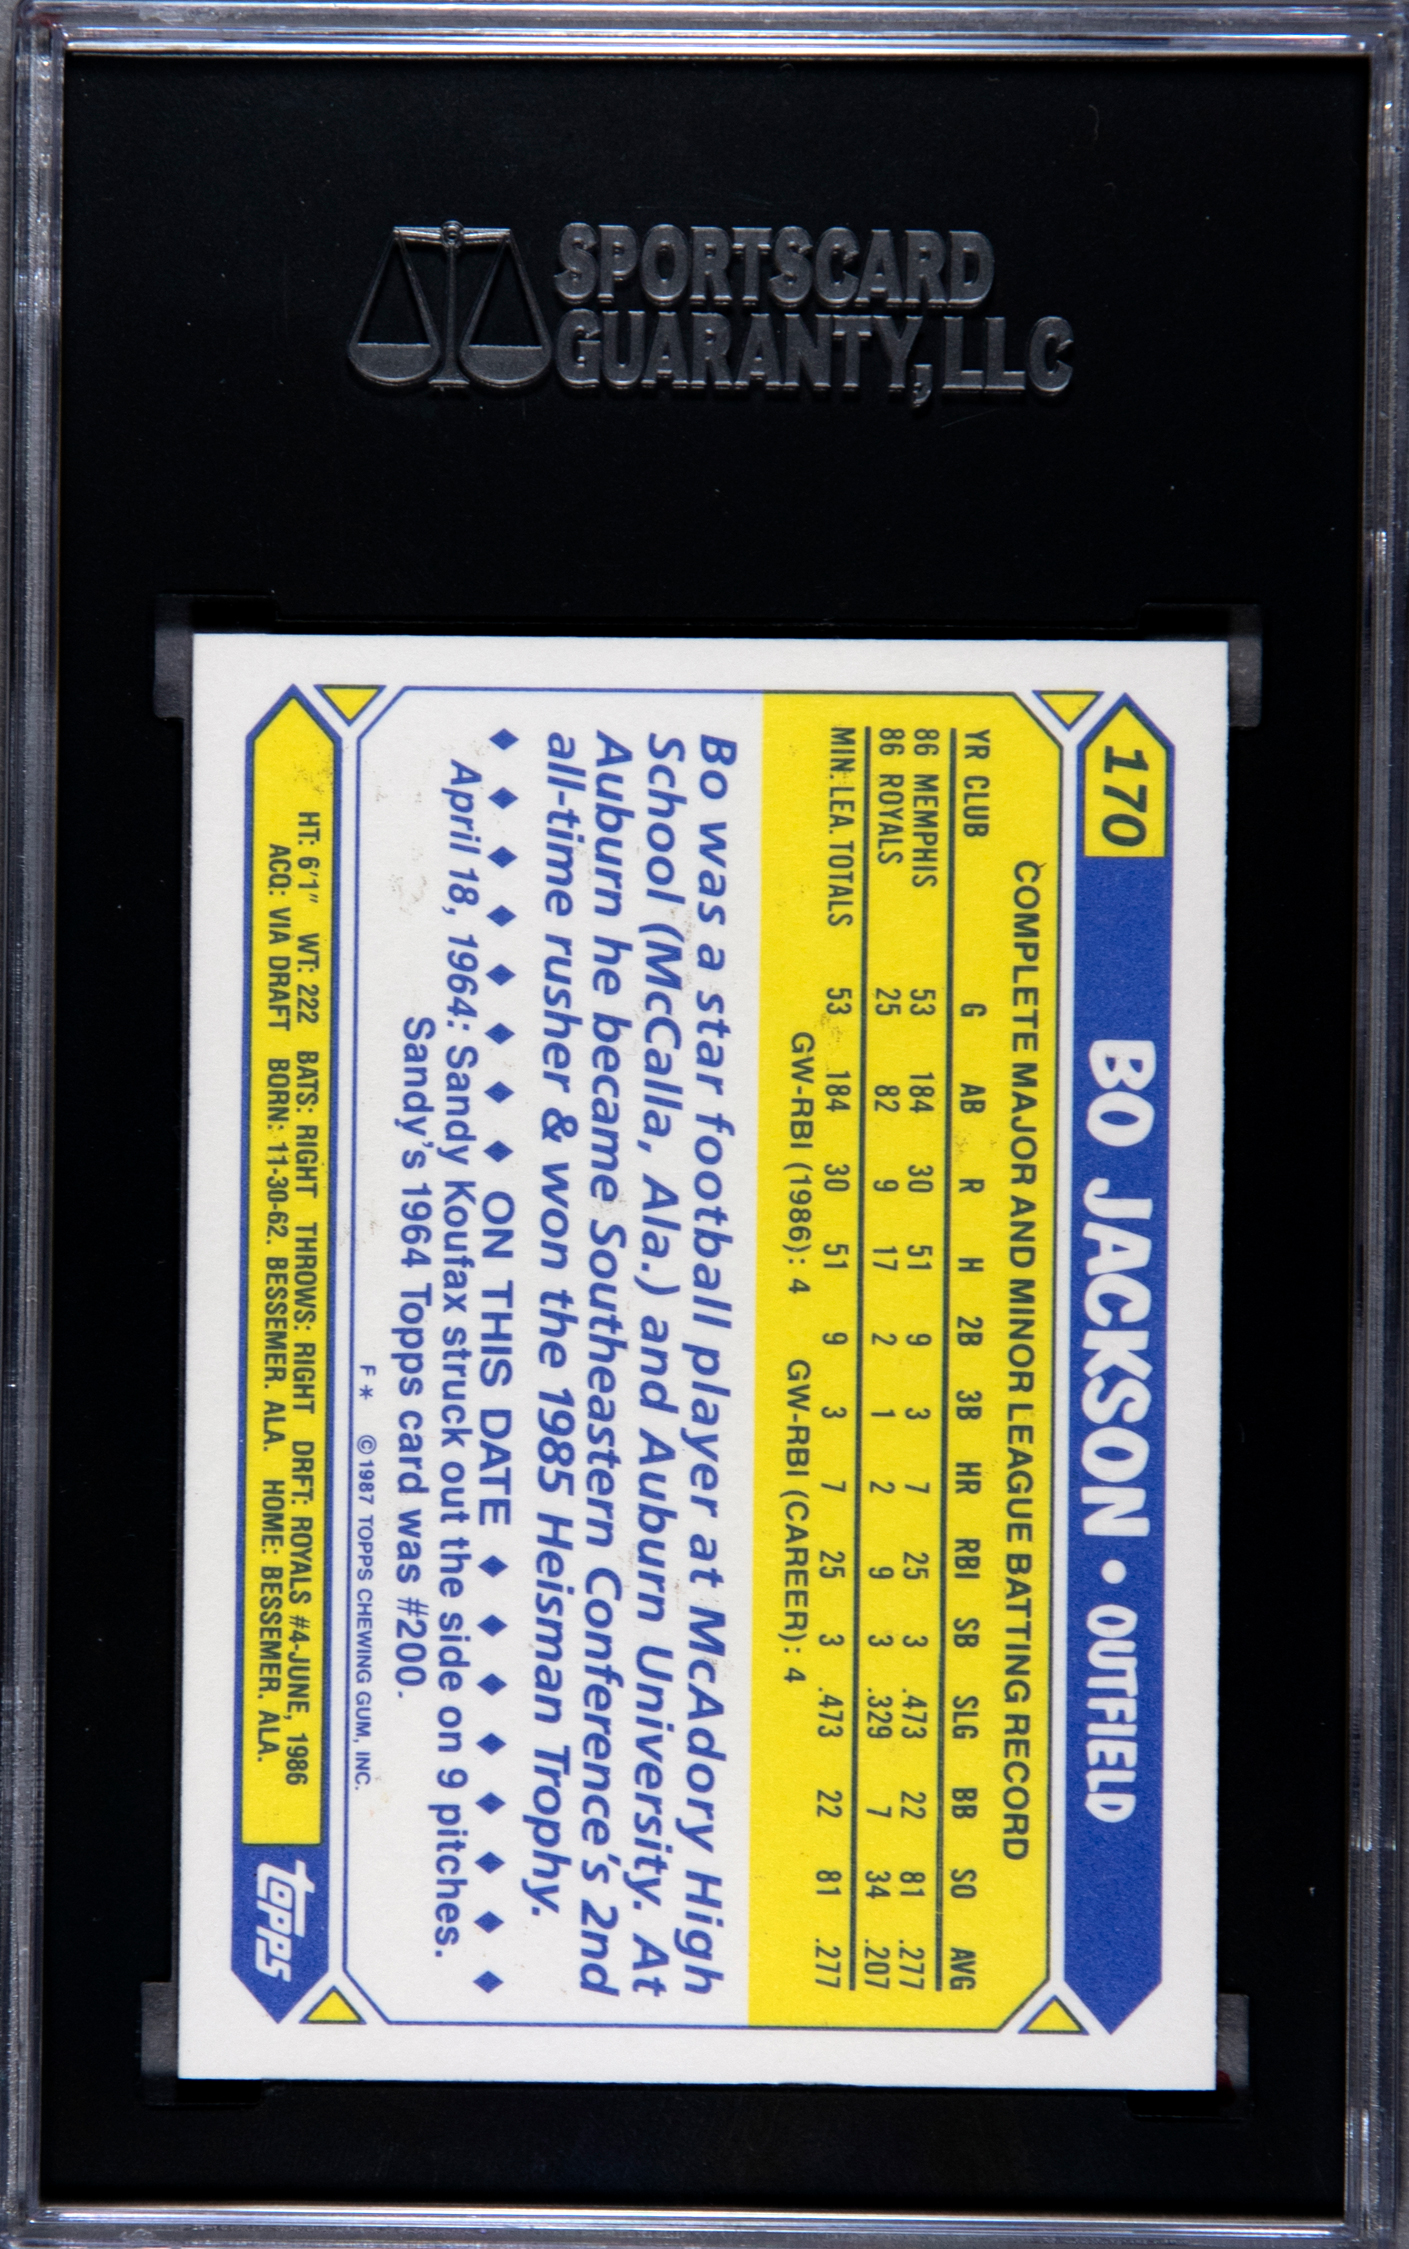 SPORTSCARD
GUARANTY, LLC
170 BO JACKSON • OUTFIELD
COMPLETE MAJOR AND MINOR LEAGUE BATTING RECORD
YR CLUB G AB R H 2B 3B HR RBI SB SLG BB SO AVG
86 MEMPHIS 53 184 30 51 9 3 7 25 3 .473 22 81 .277
86 ROYALS 25 82 9 17 2 1 2 9 3 .329 7 34 .207
MIN. LEA. TOTALS 53 184 30 51 9 3 7 25 3 .473 22 81 .277
GW-RBI (1986): 4 GW-RBI (CAREER): 4
Bo was a star football player at McAdory High
School (McCalla, Ala.) and Auburn University. At
Auburn he became Southeastern Conference's 2nd
all-time rusher & won the 1985 Heisman Trophy.
♦ ♦ ♦ ♦ ♦ ♦ ♦ ♦ ON THIS DATE ♦ ♦ ♦ ♦ ♦ ♦ ♦ ♦
April 18, 1964: Sandy Koufax struck out the side on 9 pitches.
Sandy's 1964 Topps card was #200.
F* ©1987 TOPPS CHEWING GUM, INC.
HT: 6'1" WT: 222 BATS: RIGHT THROWS: RIGHT DRFT: ROYALS #4-JUNE, 1986
ACQ: VIA DRAFT BORN: 11-30-62. BESSEMER. ALA. HOME: BESSEMER. ALA.
topps